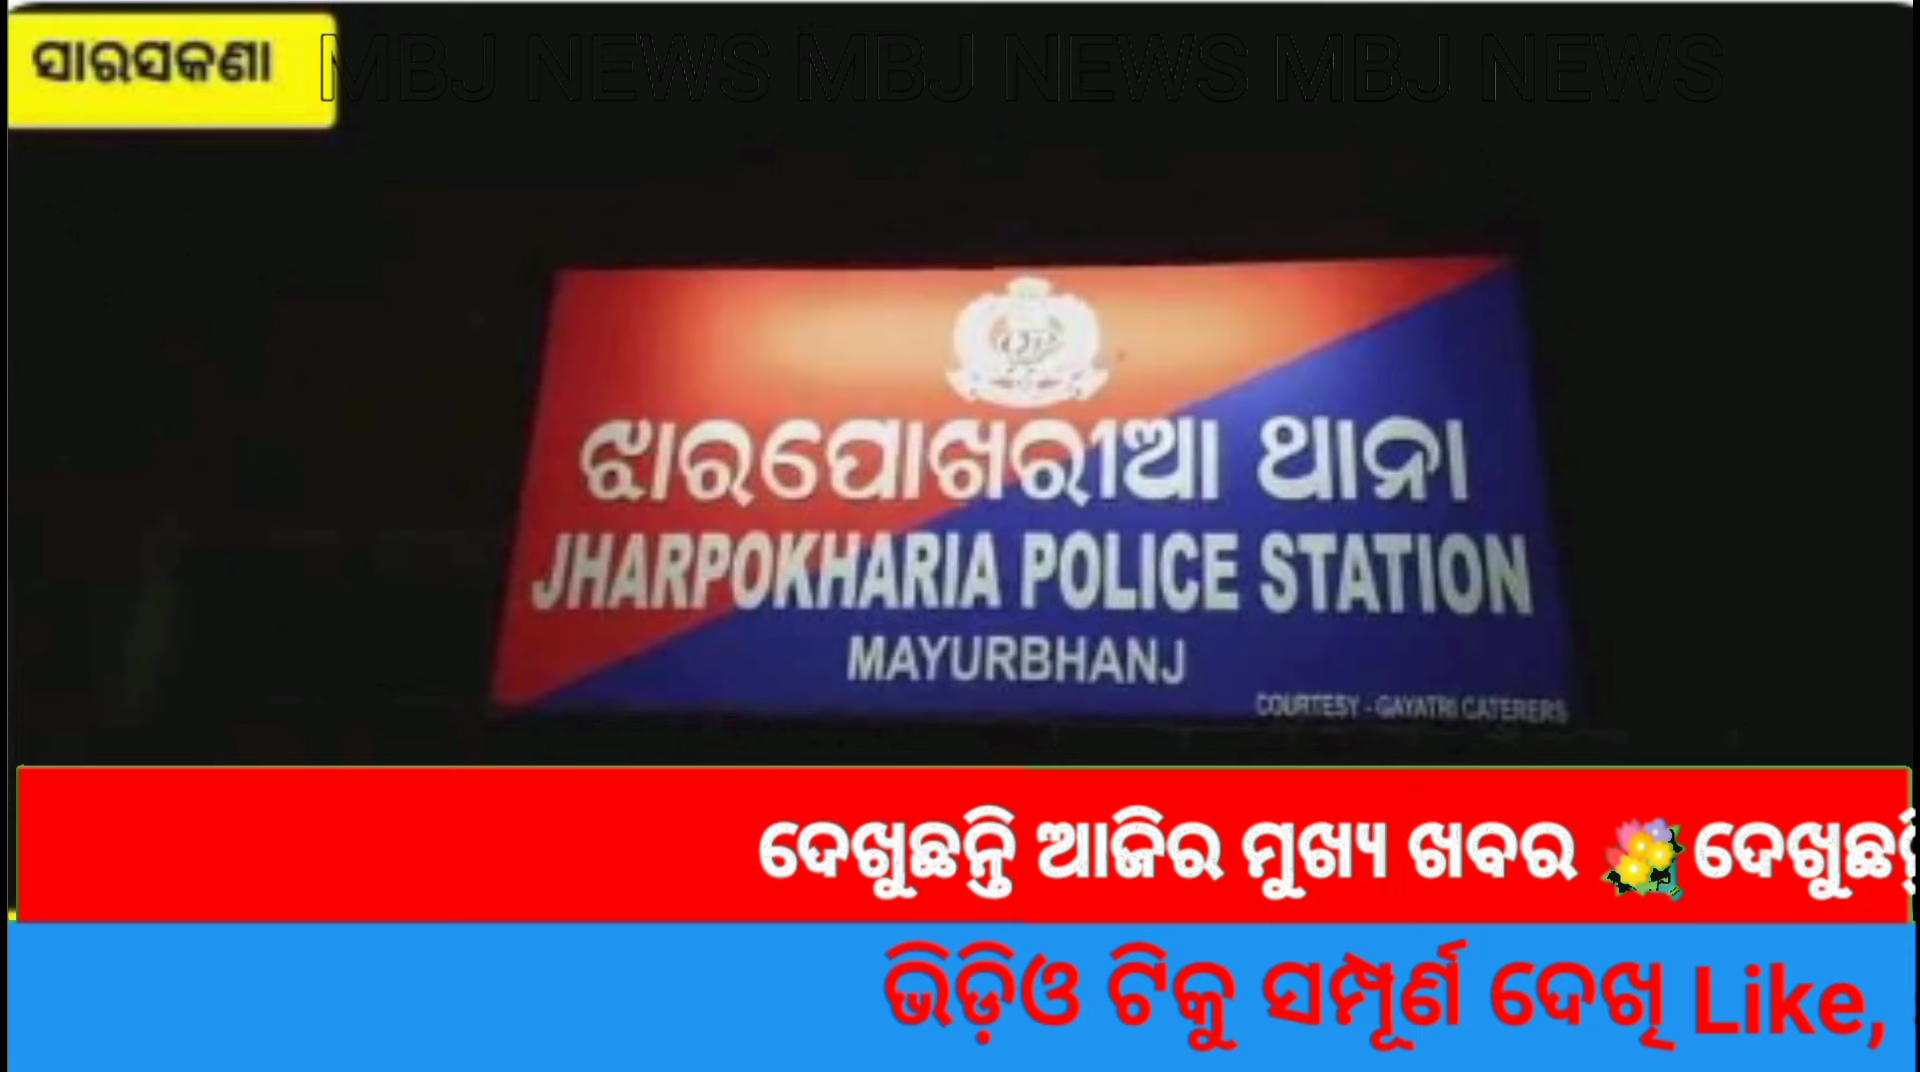 ସାରସକଣା
MBJ NEWS MBJ NEWS MBJ NEWS
ଝାରପୋଖରୀଆ ଥାନା
JHARPOKHARIA POLICE STATION
MAYURBHANJ
COURTESY - GAYATRI CATERERS
ଦେଖୁଛନ୍ତି ଆଜିର ମୁଖ୍ୟ ଖବର 💐 ଦେଖୁଛନ୍ତି
ଭିଡ଼ିଓ ଟିକୁ ସମ୍ପୂର୍ଣ ଦେଖି Like,